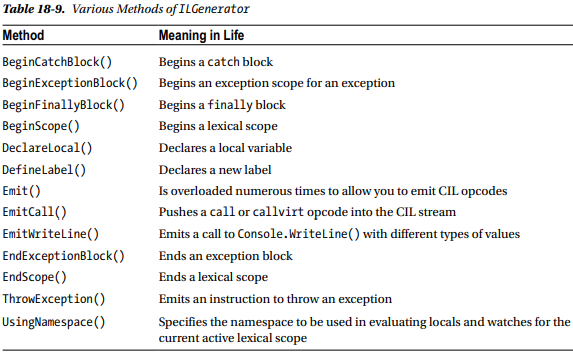 Table 18-9. Various Methods of ILGenerator
Method Meaning in Life
BeginCatchBlock() Begins a catch block
BeginExceptionBlock() Begins an exception scope for an exception
BeginFinallyBlock() Begins a finally block
BeginScope() Begins a lexical scope
DeclareLocal() Declares a local variable
DefineLabel() Declares a new label
Emit() Is overloaded numerous times to allow you to emit CIL opcodes
EmitCall() Pushes a call or callvirt opcode into the CIL stream
EmitWriteLine() Emits a call to Console.WriteLine() with different types of values
EndExceptionBlock() Ends an exception block
EndScope() Ends a lexical scope
ThrowException() Emits an instruction to throw an exception
UsingNamespace() Specifies the namespace to be used in evaluating locals and watches for the
current active lexical scope